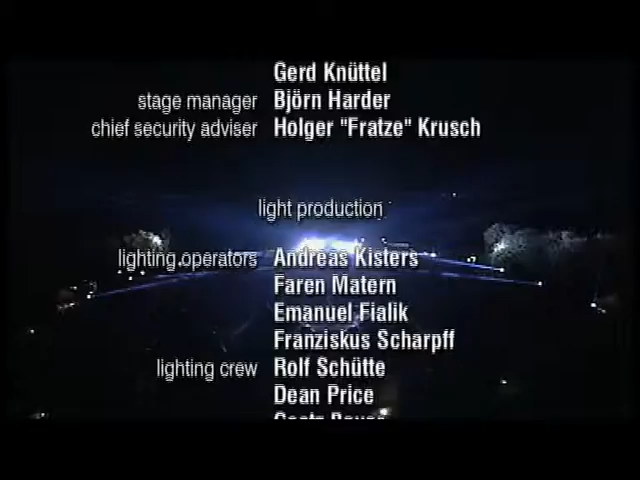 Gerd Knüttel
stage manager Björn Harder
chief security adviser Holger "Fratze" Krusch
light production
lighting operators Andreas Kisters
Faren Matern
Emanuel Fialik
Franziskus Scharpff
lighting crew Rolf Schütte
Dean Price